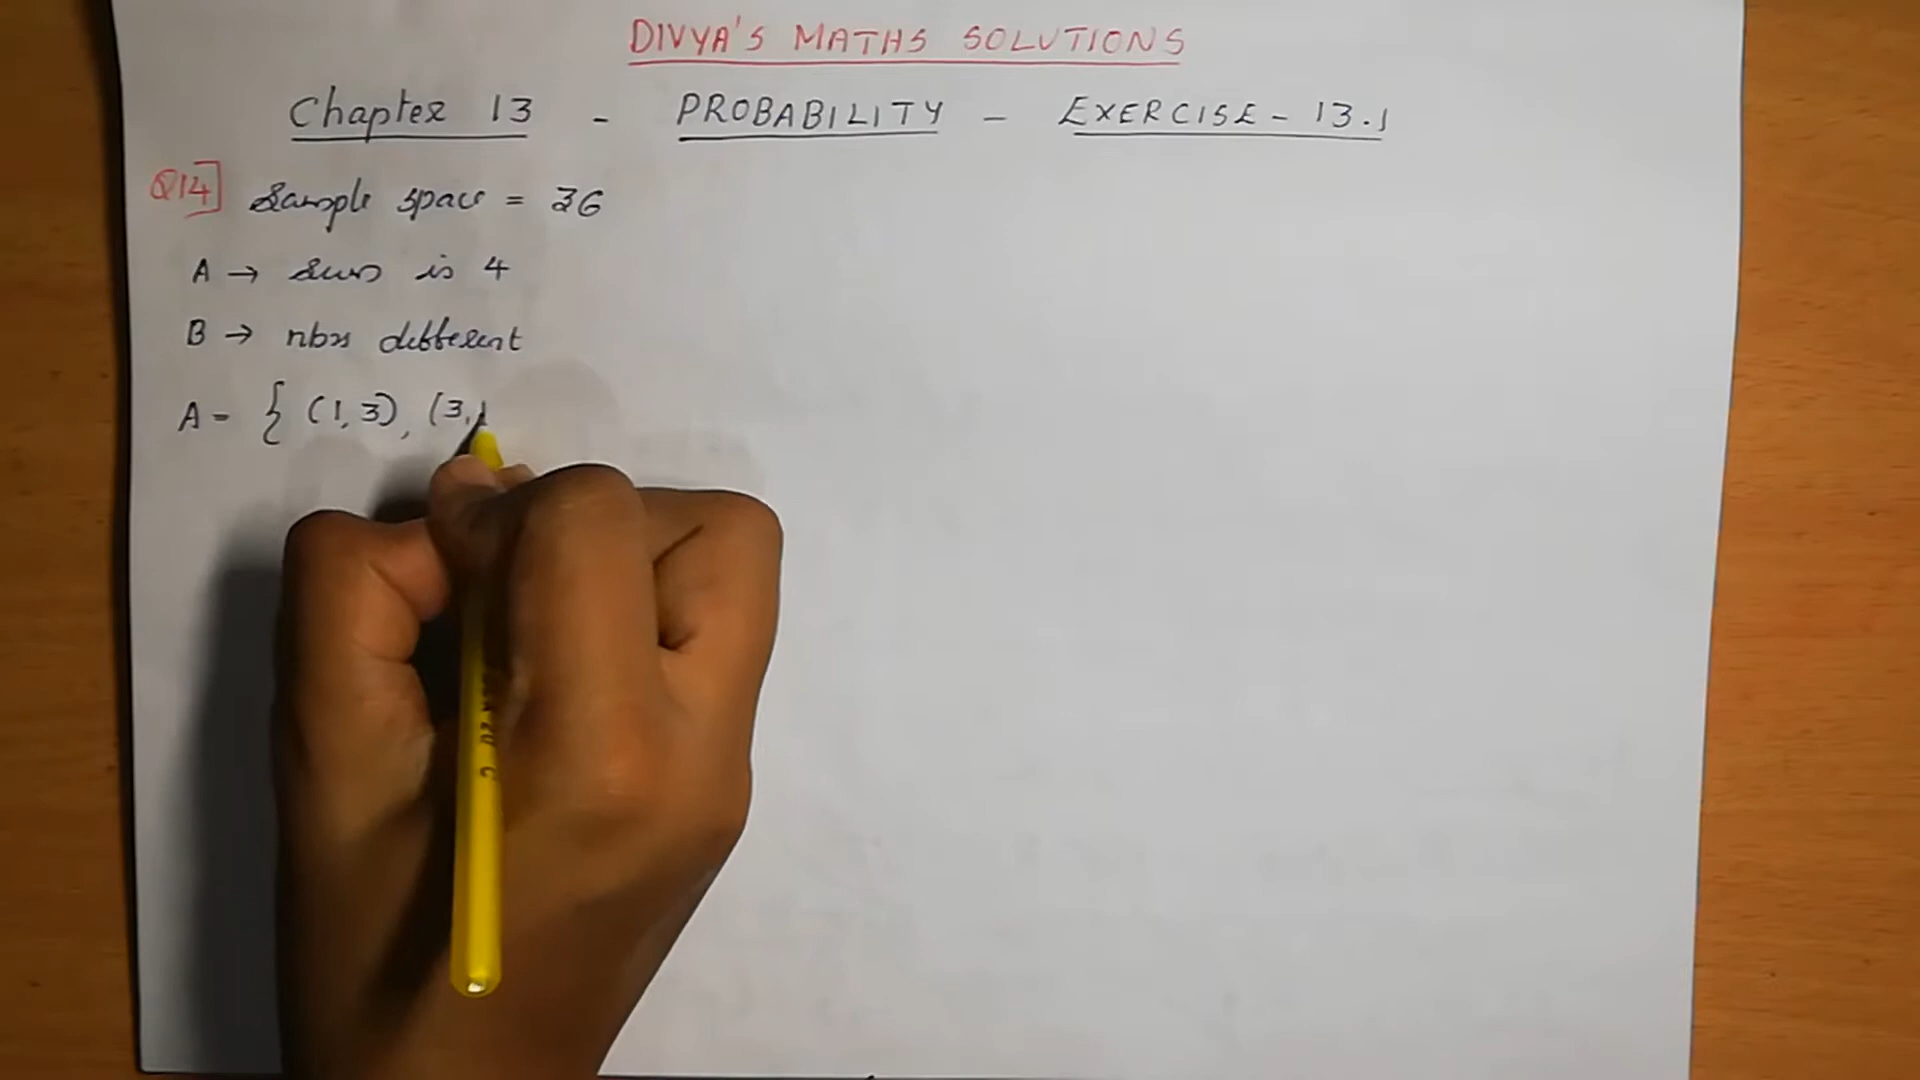 DIVYA'S MATHS SOLUTIONS
Chapter 13 - PROBABILITY - EXERCISE - 13.1
Q14] Sample space = 36
A → Sum is 4
B → nbrs different
A = { (1,3), (3,1